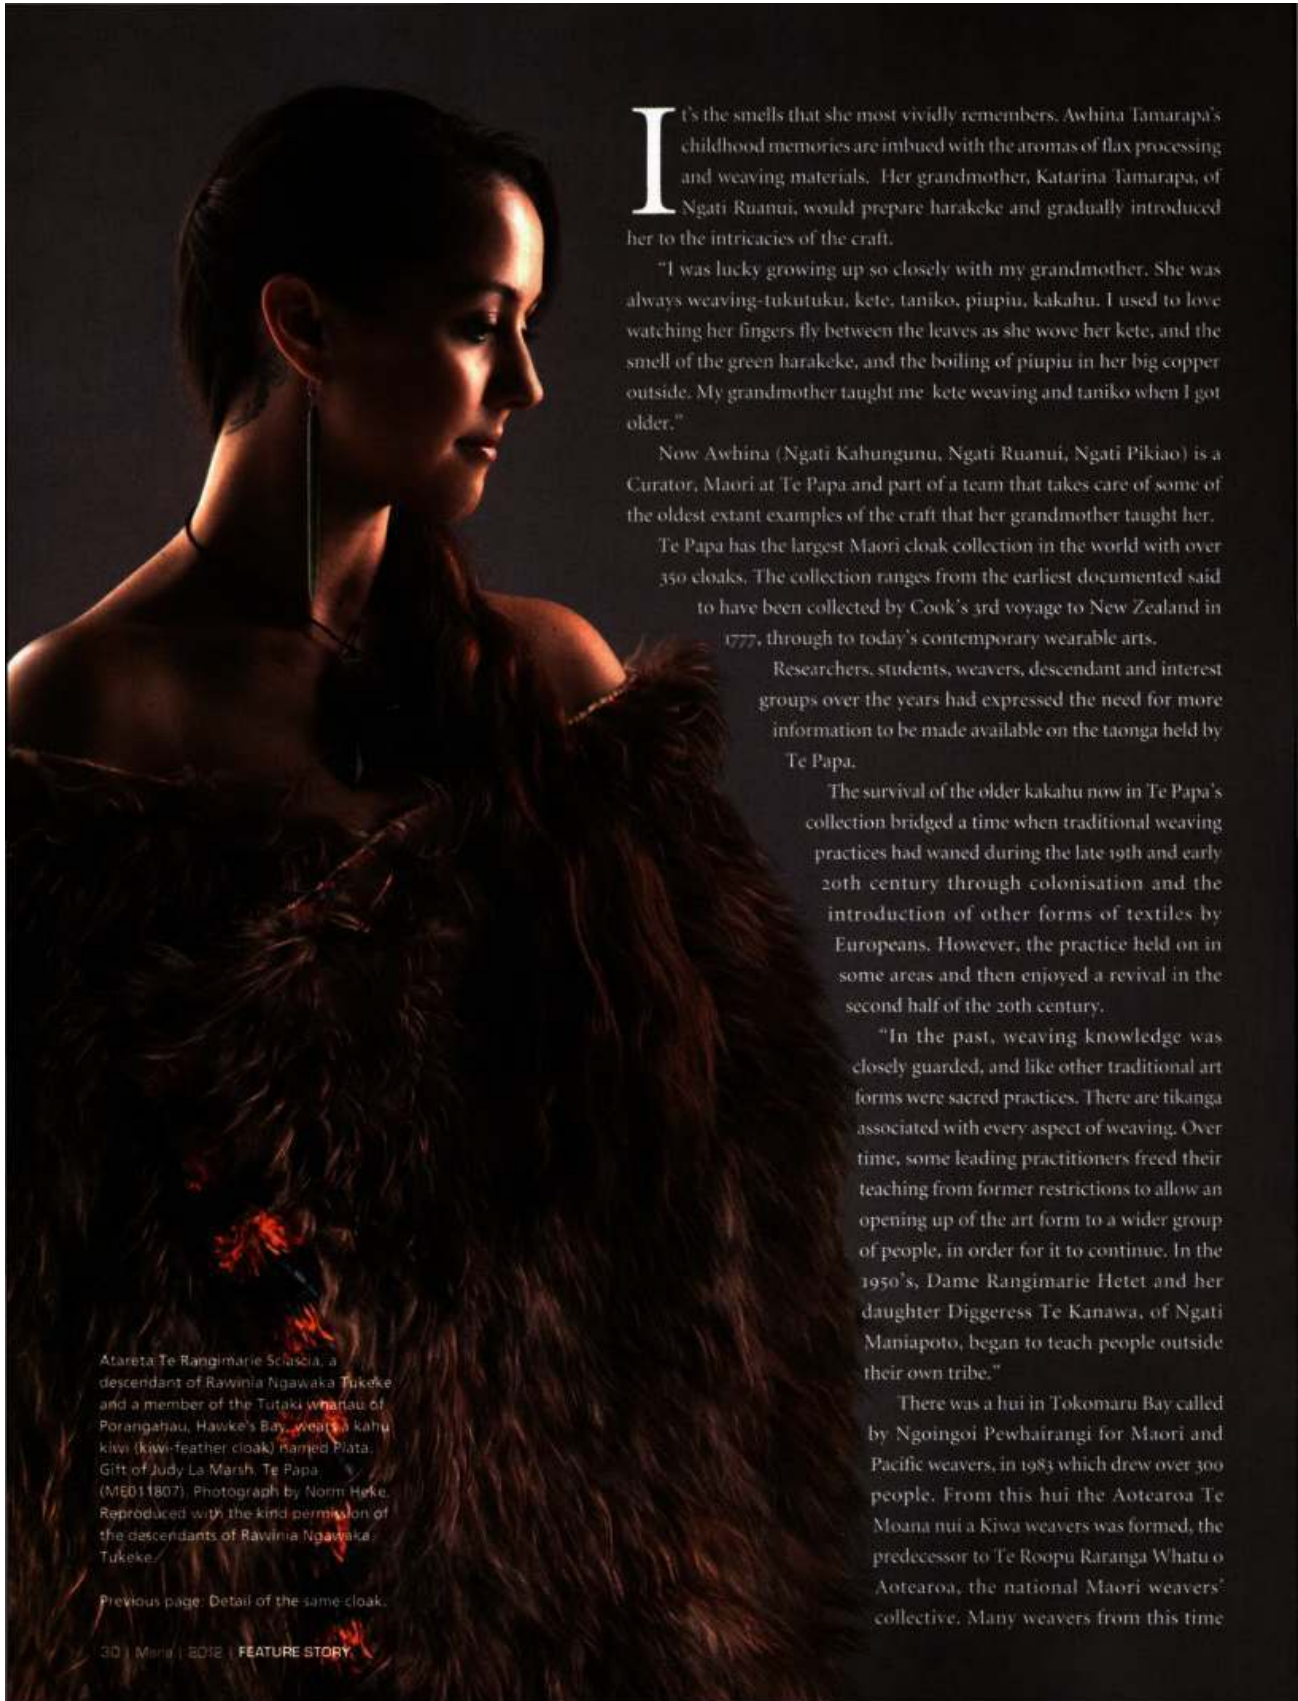 It's the smells that she most vividly remembers. Awhina Tamarapa's
childhood memories are imbued with the aromas of flax processing
and weaving materials. Her grandmother, Katarina Tamarapa, of
Ngati Ruanui, would prepare harakeke and gradually introduced
her to the intricacies of the craft.
"I was lucky growing up so closely with my grandmother. She was
always weaving-tukutuku, kete, taniko, piupiu, kakahu. I used to love
watching her fingers fly between the leaves as she wove her kete, and the
smell of the green harakeke, and the boiling of piupiu in her big copper
outside. My grandmother taught me kete weaving and taniko when I got
older."
Now Awhina (Ngati Kahungunu, Ngati Ruanui, Ngati Pikiao) is a
Curator, Maori at Te Papa and part of a team that takes care of some of
the oldest extant examples of the craft that her grandmother taught her.
Te Papa has the largest Maori cloak collection in the world with over
350 cloaks. The collection ranges from the earliest documented said
to have been collected by Cook's 3rd voyage to New Zealand in
1777, through to today's contemporary wearable arts.
Researchers, students, weavers, descendant and interest
groups over the years had expressed the need for more
information to be made available on the taonga held by
Te Papa.
The survival of the older kakahu now in Te Papa's
collection bridged a time when traditional weaving
practices had waned during the late 19th and early
20th century through colonisation and the
introduction of other forms of textiles by
Europeans. However, the practice held on in
some areas and then enjoyed a revival in the
second half of the 20th century.
"In the past, weaving knowledge was
closely guarded, and like other traditional art
forms were sacred practices. There are tikanga
associated with every aspect of weaving. Over
time, some leading practitioners freed their
teaching from former restrictions to allow an
opening up of the art form to a wider group
of people, in order for it to continue. In the
1950's, Dame Rangimarie Hetet and her
daughter Diggeress Te Kanawa, of Ngati
Maniapoto, began to teach people outside
their own tribe."
There was a hui in Tokomaru Bay called
by Ngoingoi Pewhairangi for Maori and
Pacific weavers, in 1983 which drew over 300
people. From this hui the Aotearoa Te
Moana nui a Kiwa weavers was formed, the
predecessor to Te Roopu Raranga Whatu o
Aotearoa, the national Maori weavers'
collective. Many weavers from this time
Atareta Te Rangimarie Sciascia, a
descendant of Rawinia Ngawaka Tukeke
and a member of the Tutaki whanau of
Porangahau, Hawke's Bay, wears a kahu
kiwi (kiwi-feather cloak) named Piata.
Gift of Judy La Marsh. Te Papa
(ME011807). Photograph by Norm Heke.
Reproduced with the kind permission of
the descendants of Rawinia Ngawaka
Tukeke.
Previous page: Detail of the same cloak.
30 | Mana | 2012 | FEATURE STORY